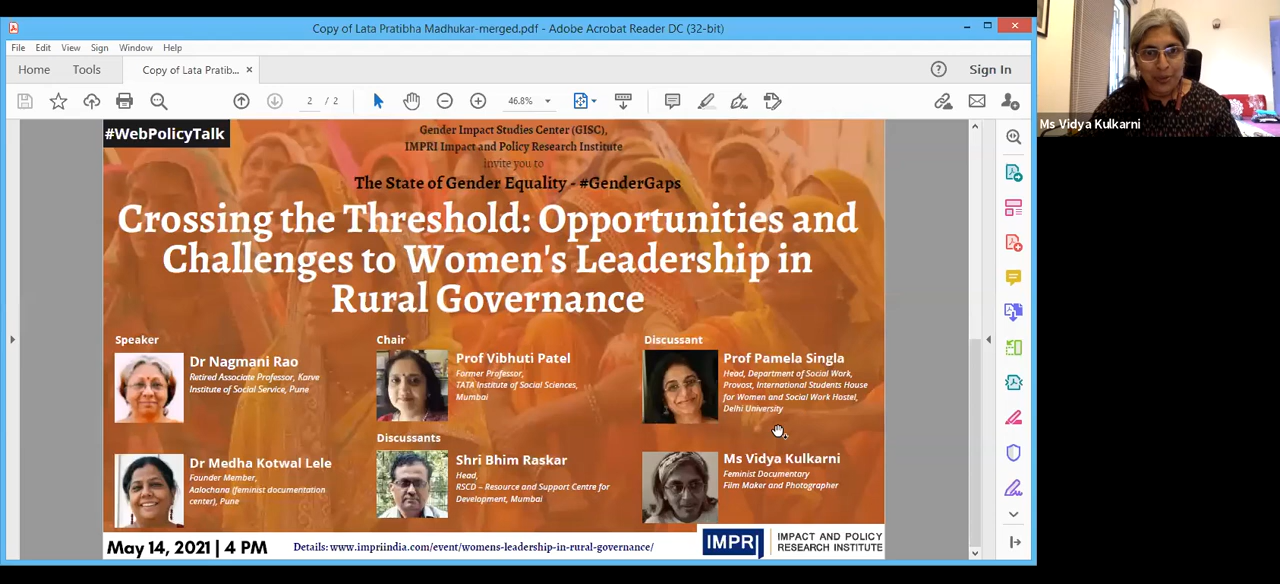 Copy of Lata Pratibha Madhukar-merged.pdf - Adobe Acrobat Reader DC (32-bit)
File Edit View Sign Window Help
Home Tools Copy of Lata Pratib... × Sign In
2 / 2 46.8%
#WebPolicyTalk
Gender Impact Studies Center (GISC),
IMPRI Impact and Policy Research Institute
invite you to
The State of Gender Equality - #GenderGaps
Crossing the Threshold: Opportunities and
Challenges to Women's Leadership in
Rural Governance
Speaker
Dr Nagmani Rao
Retired Associate Professor, Karve
Institute of Social Service, Pune
Chair
Prof Vibhuti Patel
Former Professor,
TATA Institute of Social Sciences,
Mumbai
Discussant
Prof Pamela Singla
Head, Department of Social Work,
Provost, International Students House
for Women and Social Work Hostel,
Delhi University
Dr Medha Kotwal Lele
Founder Member,
Aalochana (feminist documentation
center), Pune
Discussants
Shri Bhim Raskar
Head,
RSCD – Resource and Support Centre for
Development, Mumbai
Ms Vidya Kulkarni
Feminist Documentary
Film Maker and Photographer
May 14, 2021 | 4 PM
Details: www.impriindia.com/event/womens-leadership-in-rural-governance/
IMPRI
IMPACT AND POLICY
RESEARCH INSTITUTE
Ms Vidya Kulkarni